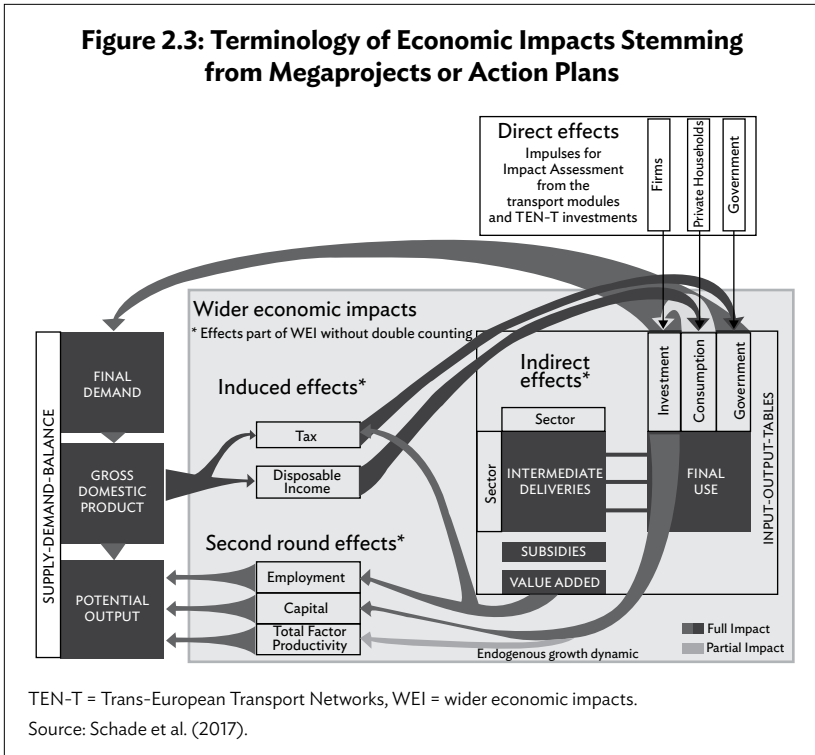 Figure 2.3: Terminology of Economic Impacts Stemming
from Megaprojects or Action Plans
Direct effects
Impulses for
Impact Assessment
from the
transport modules
and TEN-T investments
Firms
Private Households
Government
Wider economic impacts
* Effects part of WEI without double counting
SUPPLY-DEMAND-BALANCE
FINAL
DEMAND
GROSS
DOMESTIC
PRODUCT
POTENTIAL
OUTPUT
Induced effects*
Tax
Disposable
Income
Second round effects*
Employment
Capital
Total Factor
Productivity
Indirect
effects*
Sector
Sector
INTERMEDIATE
DELIVERIES
SUBSIDIES
VALUE ADDED
Investment
Consumption
Government
FINAL
USE
INPUT-OUTPUT-TABLES
Endogenous growth dynamic
Full Impact
Partial Impact
TEN-T = Trans-European Transport Networks, WEI = wider economic impacts.
Source: Schade et al. (2017).